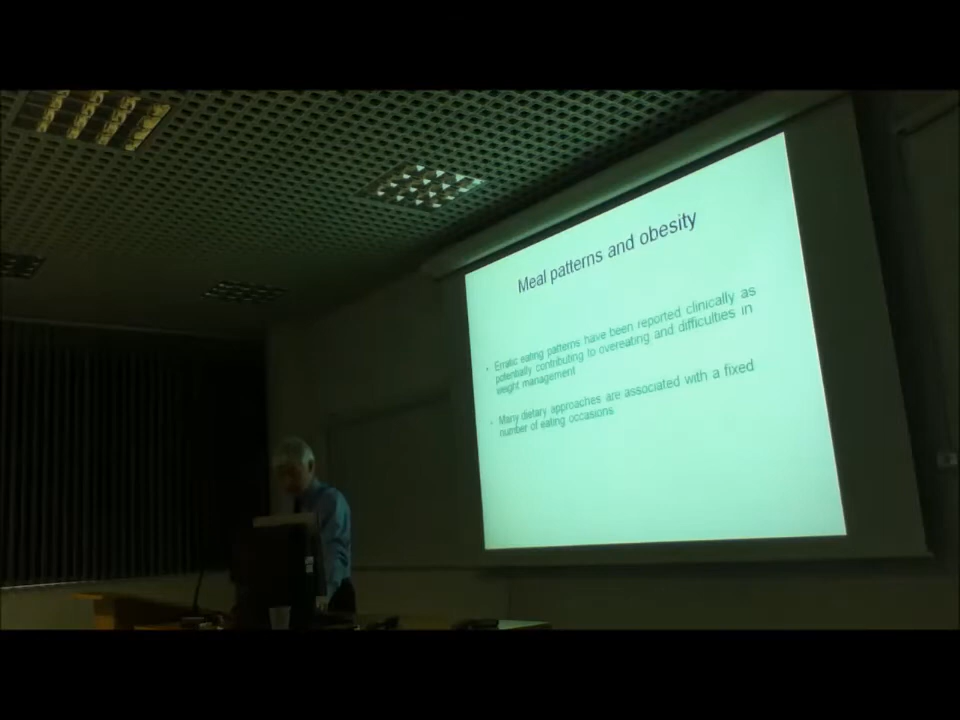 Meal patterns and obesity
• Erratic eating patterns have been reported clinically as
potentially contributing to overeating and difficulties in
weight management
• Many dietary approaches are associated with a fixed
number of eating occasions